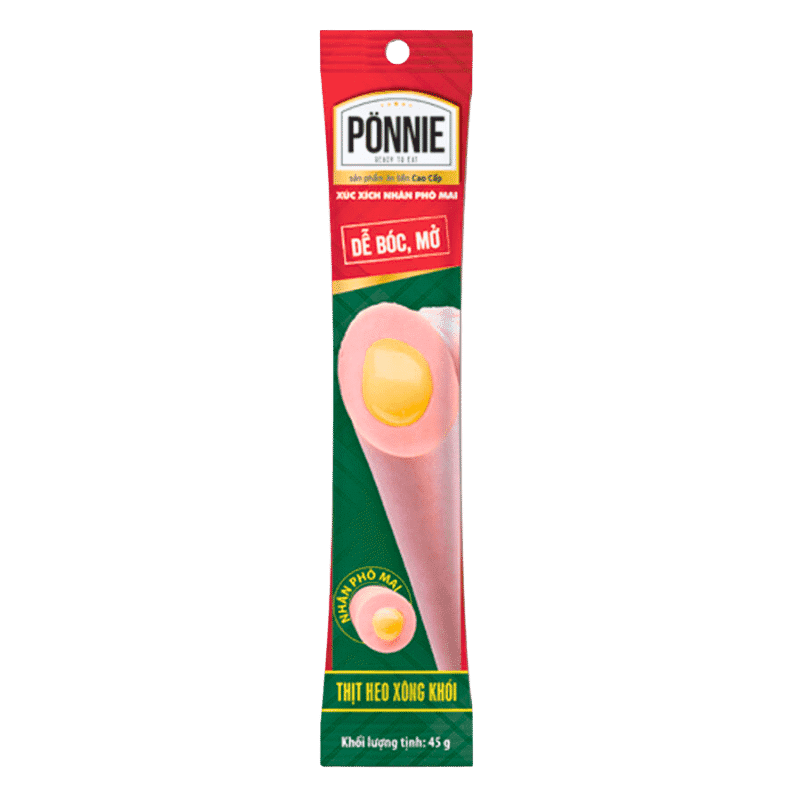 PÖNNIE
READY TO EAT
sản phẩm ăn liền Cao Cấp
XÚC XÍCH NHÂN PHÔ MAI
DỄ BÓC, MỞ
NHÂN PHÔ MAI
THỊT HEO XÔNG KHÓI
Khối lượng tịnh: 45 g